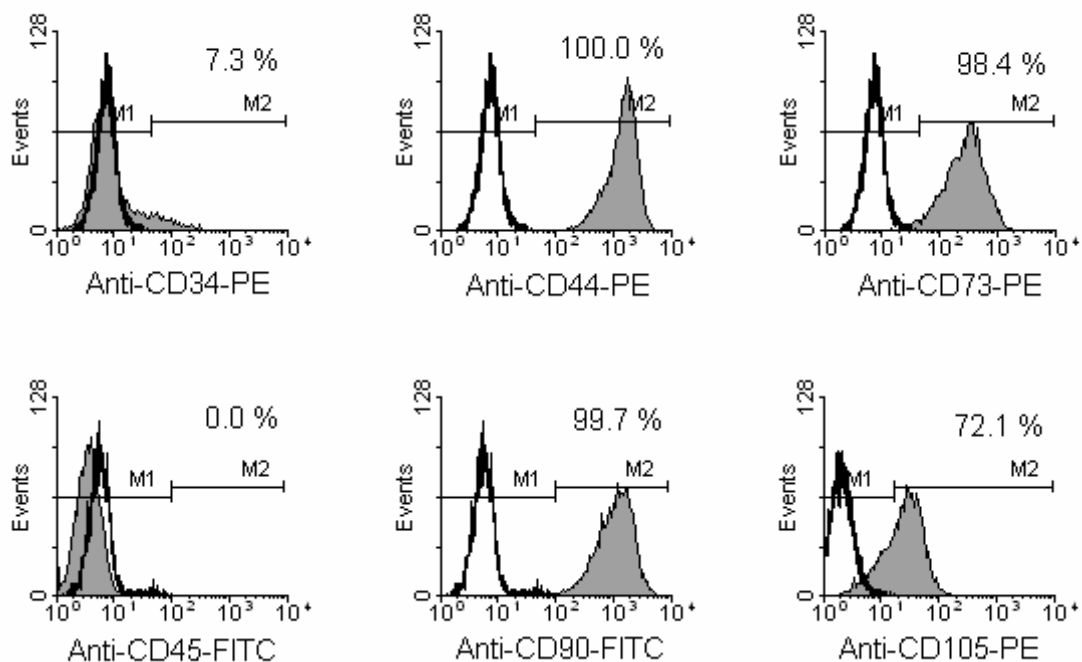 128
7.3 %
M1
M2
Events
0
10⁰ 10¹ 10² 10³ 10⁴
Anti-CD34-PE
128
100.0 %
M1
M2
Events
0
10⁰ 10¹ 10² 10³ 10⁴
Anti-CD44-PE
128
98.4 %
M1
M2
Events
0
10⁰ 10¹ 10² 10³ 10⁴
Anti-CD73-PE
128
0.0 %
M1
M2
Events
0
10⁰ 10¹ 10² 10³ 10⁴
Anti-CD45-FITC
128
99.7 %
M1
M2
Events
0
10⁰ 10¹ 10² 10³ 10⁴
Anti-CD90-FITC
128
72.1 %
M1
M2
Events
0
10⁰ 10¹ 10² 10³ 10⁴
Anti-CD105-PE